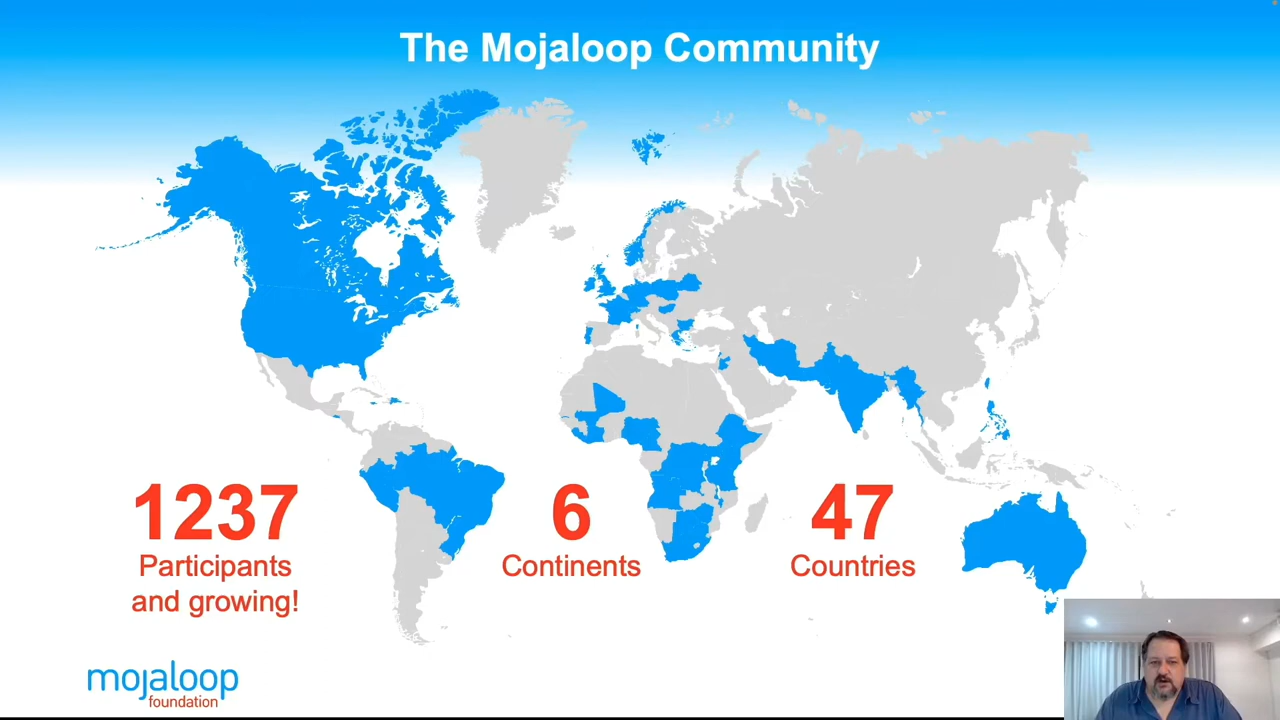 The Mojaloop Community
1237
Participants
and growing!
6
Continents
47
Countries
mojaloop
foundation